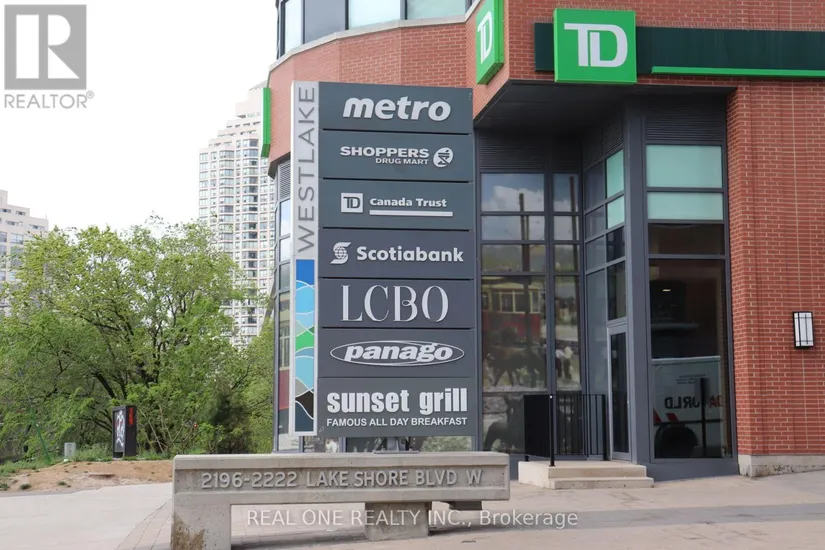 REALTOR®
TD
TD
WESTLAKE
metro
SHOPPERS
DRUG MART
TD Canada Trust
Scotiabank
LCBO
panago
sunset grill
FAMOUS ALL DAY BREAKFAST
2196-2222 LAKE SHORE BLVD W
REAL ONE REALTY INC., Brokerage